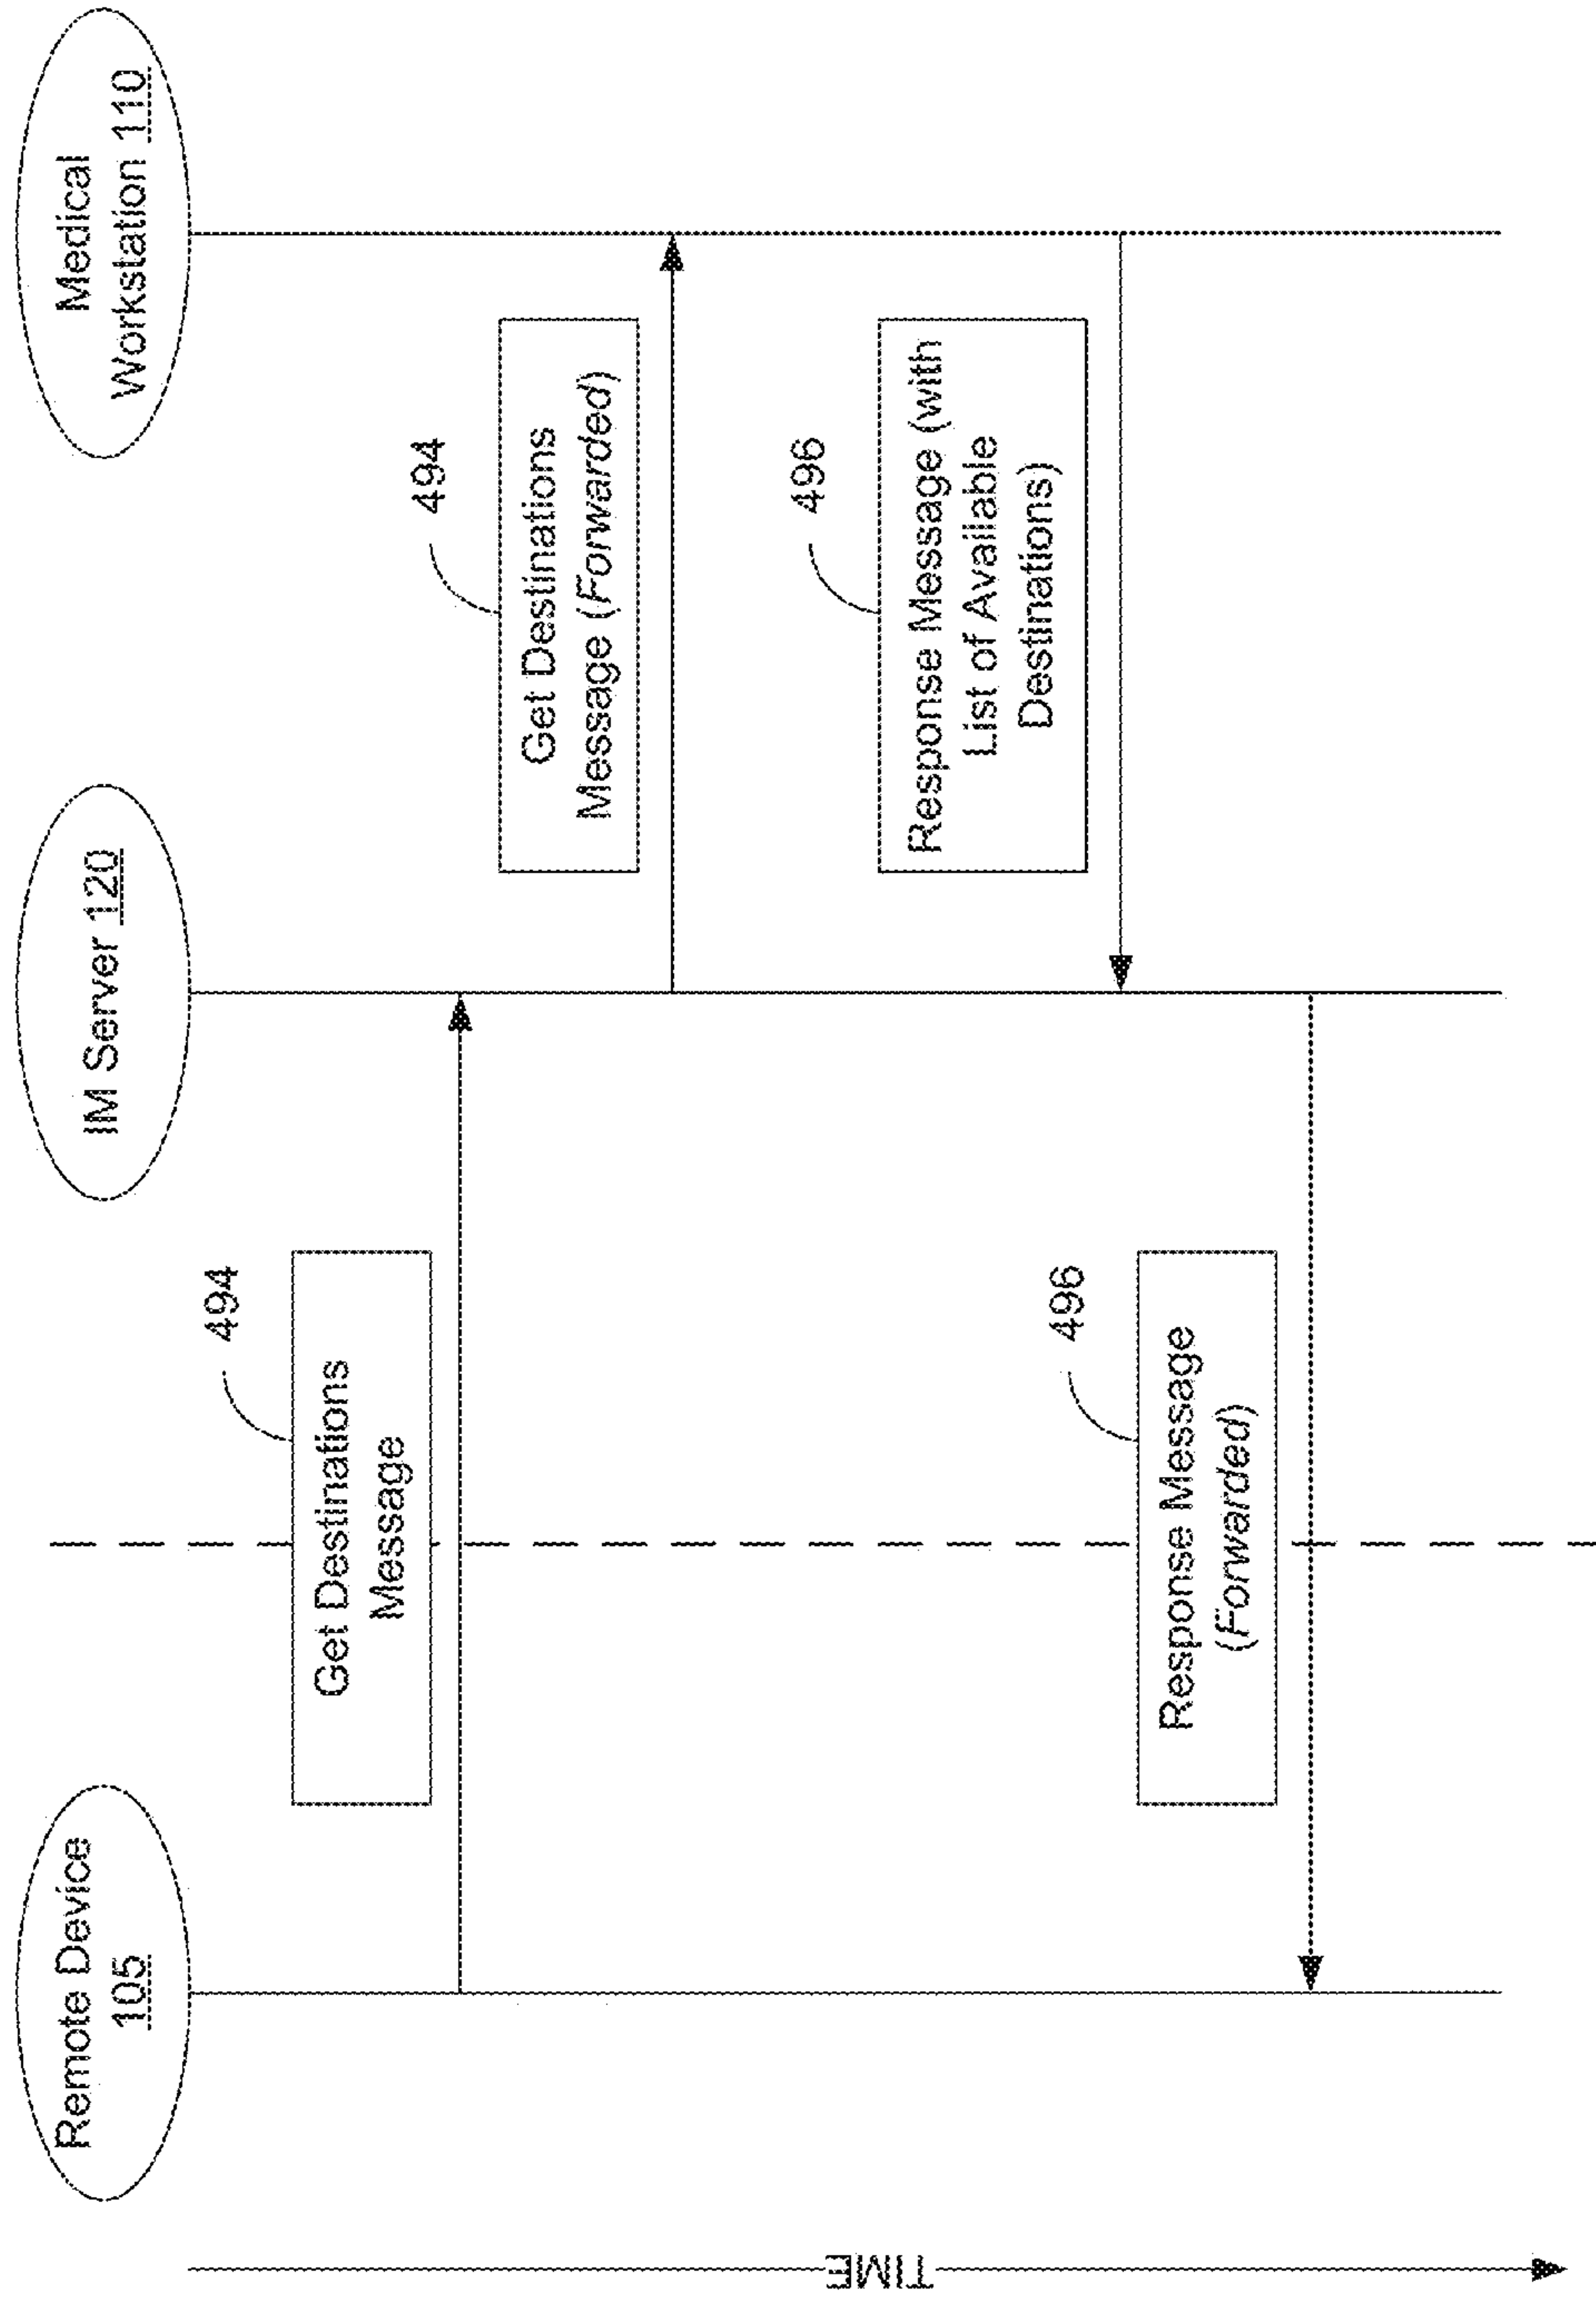 Remote Device
105
IM Server 120
Medical
Workstation 110
494
Get Destinations
Message
494
Get Destinations
Message (Forwarded)
496
Response Message (with
List of Available
Destinations)
496
Response Message
(Forwarded)
TIME